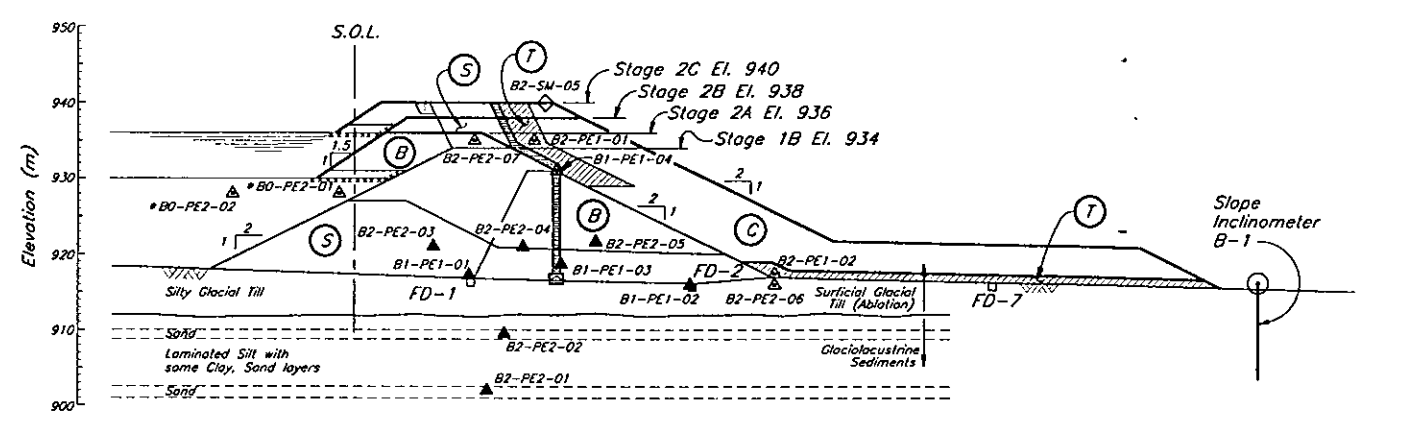 950
S.O.L.
S
T
B2-SM-05
Stage 2C El. 940
Stage 2B El. 938
Stage 2A El. 936
Stage 1B El. 934
940
930
920
910
900
Elevation (m)
1.5
1
B
B2-PE2-07
B2-PE1-01
B1-PE1-04
*B0-PE2-01
*B0-PE2-02
2
1
2
1
Slope
Inclinometer
B-1
B
C
T
2
1
S
B2-PE2-03
B2-PE2-04
B2-PE2-05
B1-PE1-01
B1-PE1-03
FD-2
B2-PE1-02
FD-1
B1-PE1-02
B2-PE2-06
FD-7
Silty Glacial Till
Surficial Glacial
Till (Ablation)
Sand
B2-PE2-02
Laminated Silt with
some Clay, Sand layers
Glaciolacustrine
Sediments
B2-PE2-01
Sand